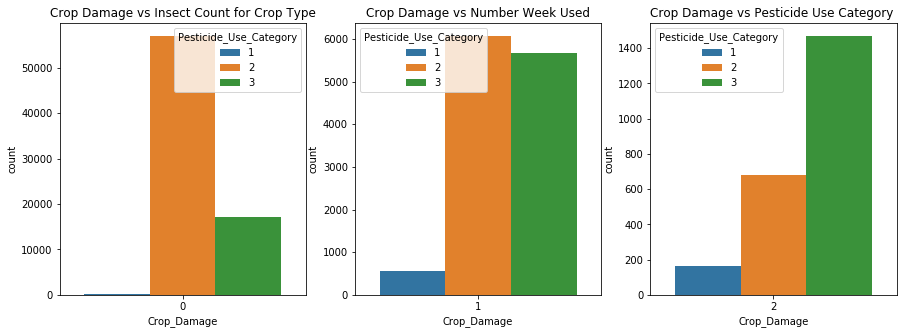 Crop Damage vs Insect Count for Crop Type
Pesticide_Use_Category
1
2
3
50000
40000
30000
20000
10000
0
count
0
Crop_Damage
Crop Damage vs Number Week Used
Pesticide_Use_Category
1
2
3
6000
5000
4000
3000
2000
1000
0
count
1
Crop_Damage
Crop Damage vs Pesticide Use Category
Pesticide_Use_Category
1
2
3
1400
1200
1000
800
600
400
200
0
count
2
Crop_Damage